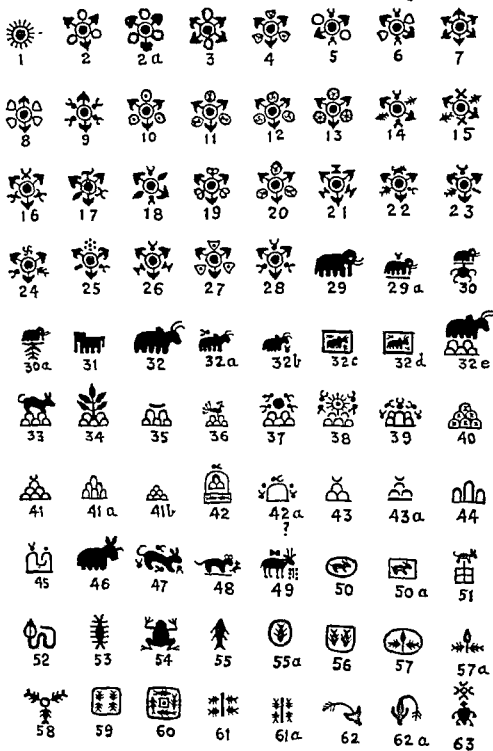 1 2 2a 3 4 5 6 7
8 9 10 11 12 13 14 15
16 17 18 19 20 21 22 23
24 25 26 27 28 29 29a 30
30a 31 32 32a 32b 32c 32d 32e
33 34 35 36 37 38 39 40
41 41a 41b 42 42a 43 43a 44
?
45 46 47 48 49 50 50a 51
52 53 54 55 55a 56 57 57a
58 59 60 61 61a 62 62a 63